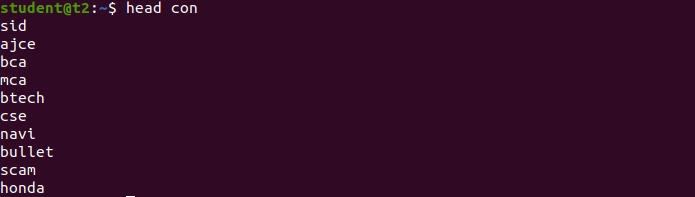 student@t2:~$ head con
sid
ajce
bca
mca
btech
cse
navi
bullet
scam
honda